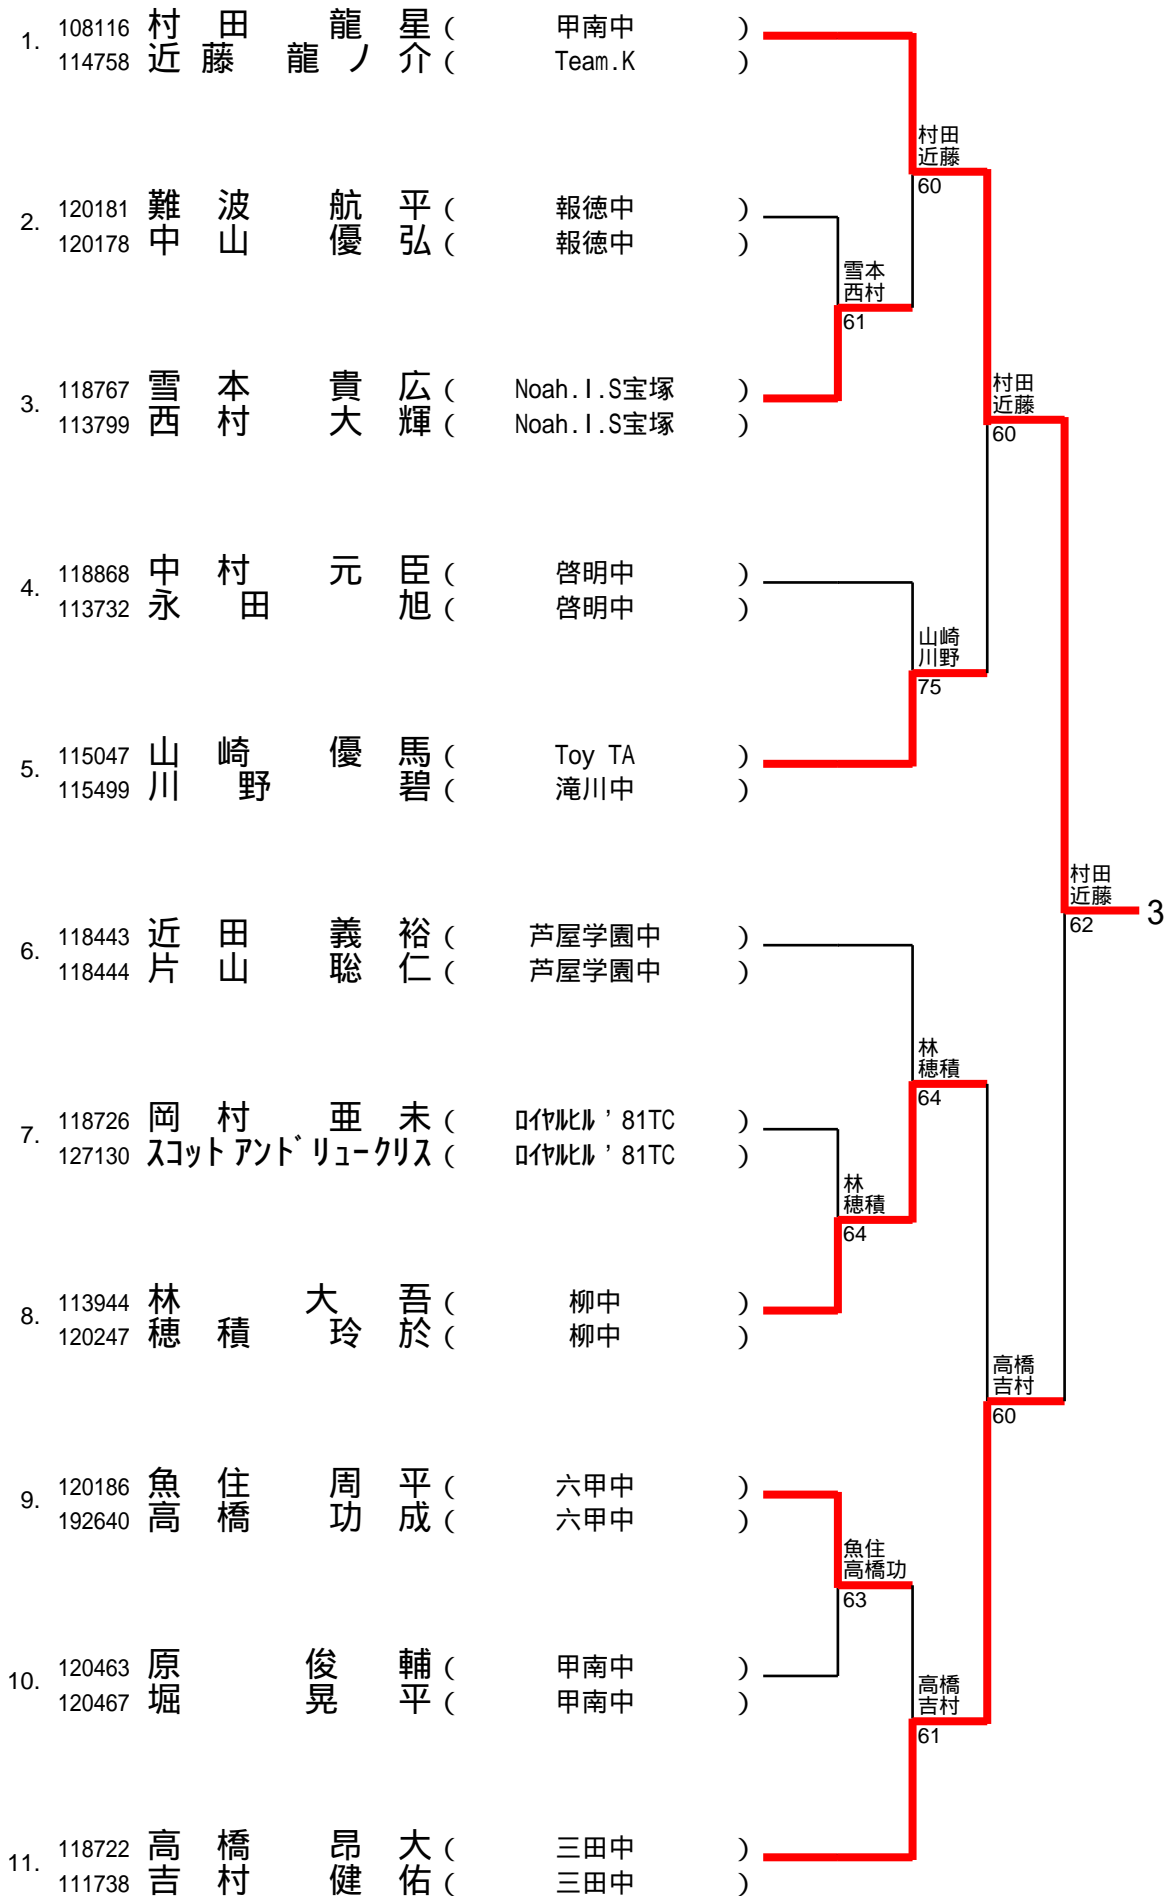 1. 108116 村田 龍星 ( 甲南中 )
114758 近藤 龍ノ介 ( Team.K )
村田
近藤
60
2. 120181 難波 航平 ( 報徳中 )
120178 中山 優弘 ( 報徳中 )
雪本
西村
61
3. 118767 雪本 貴広 ( Noah.I.S宝塚 )
113799 西村 大輝 ( Noah.I.S宝塚 )
村田
近藤
60
4. 118868 中村 元臣 ( 啓明中 )
113732 永田 旭 ( 啓明中 )
山崎
川野
75
5. 115047 山崎 優馬 ( Toy TA )
115499 川野 碧 ( 滝川中 )
村田
近藤
62
3
6. 118443 近田 義裕 ( 芦屋学園中 )
118444 片山 聡仁 ( 芦屋学園中 )
林
穂積
64
7. 118726 岡村 亜未 ( ﾛｲﾔﾙﾋﾙ'81TC )
127130 ｽｺｯﾄ ｱﾝﾄﾞﾘｭｰｸﾘｽ ( ﾛｲﾔﾙﾋﾙ'81TC )
林
穂積
64
8. 113944 林 大吾 ( 柳中 )
120247 穂積 玲於 ( 柳中 )
高橋
吉村
60
9. 120186 魚住 周平 ( 六甲中 )
192640 高橋 功成 ( 六甲中 )
魚住
高橋功
63
10. 120463 原 俊輔 ( 甲南中 )
120467 堀 晃平 ( 甲南中 )
高橋
吉村
61
11. 118722 高橋 昂大 ( 三田中 )
111738 吉村 健佑 ( 三田中 )